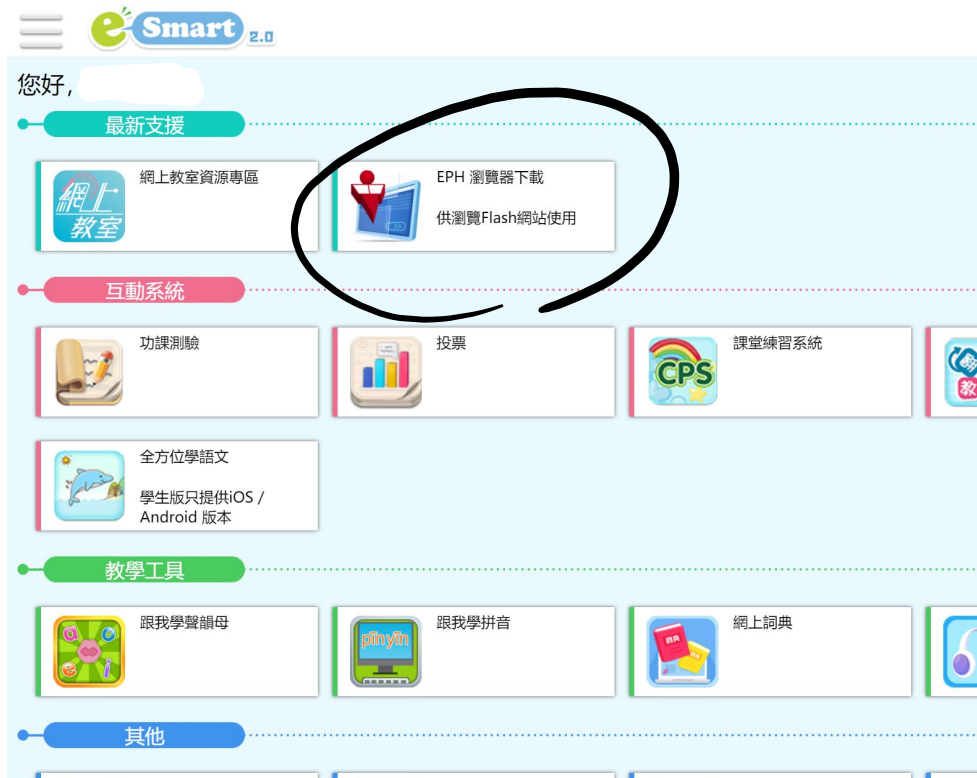 e Smart 2.0
您好,
最新支援
網上教室
網上教室資源專區
EPH 瀏覽器下載
供瀏覽Flash網站使用
互動系統
功課測驗
投票
CPS
課堂練習系統
教
全方位學語文
學生版只提供iOS /
Android 版本
教學工具
跟我學聲韻母
pīnyīn
跟我學拼音
詞典
網上詞典
其他